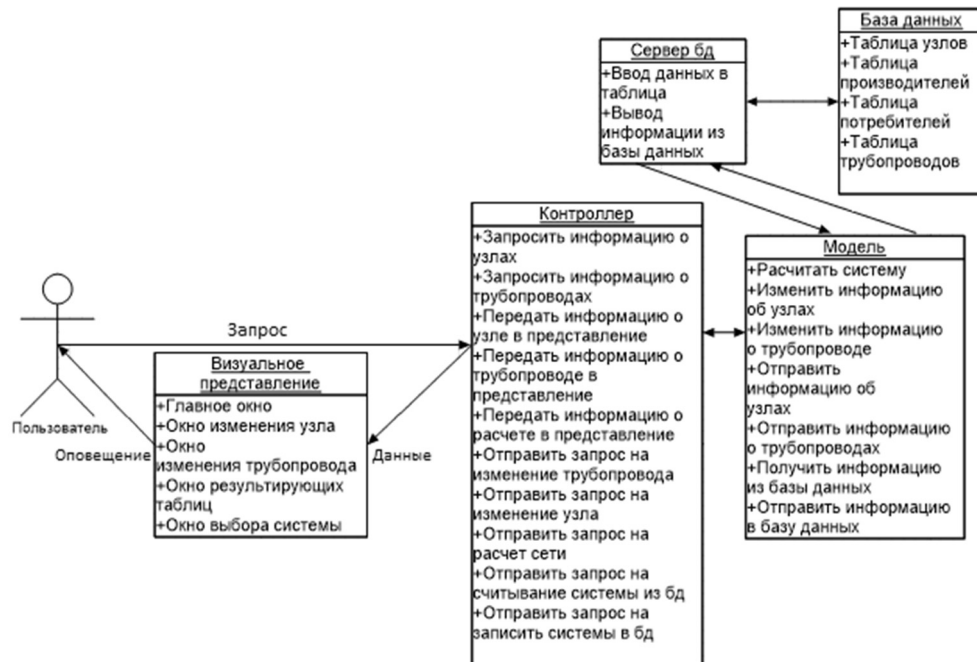 База данных
+Таблица узлов
+Таблица
производителей
+Таблица
потребителей
+Таблица
трубопроводов
Сервер бд
+Ввод данных в
таблица
+Вывод
информации из
базы данных
Контроллер
+Запросить информацию о
узлах
+Запросить информацию о
трубопроводах
+Передать информацию о
узле в представление
+Передать информацию о
трубопроводе в
представление
+Передать информацию о
расчете в представление
+Отправить запрос на
изменение трубопровода
+Отправить запрос на
изменение узла
+Отправить запрос на
расчет сети
+Отправить запрос на
считывание системы из бд
+Отправить запрос на
запиcить системы в бд
Модель
+Расчитать систему
+Изменить информацию
об узлах
+Изменить информацию
о трубопроводе
+Отправить
информацию об
узлах
+Отправить информацию
о трубопроводах
+Получить информацию
из базы данных
+Отправить информацию
в базу данных
Запрос
Визуальное
представление
+Главное окно
+Окно изменения узла
+Окно
изменения трубопровода
+Окно результирующих
таблиц
+Окно выбора системы
Пользователь
Оповещение
Данные